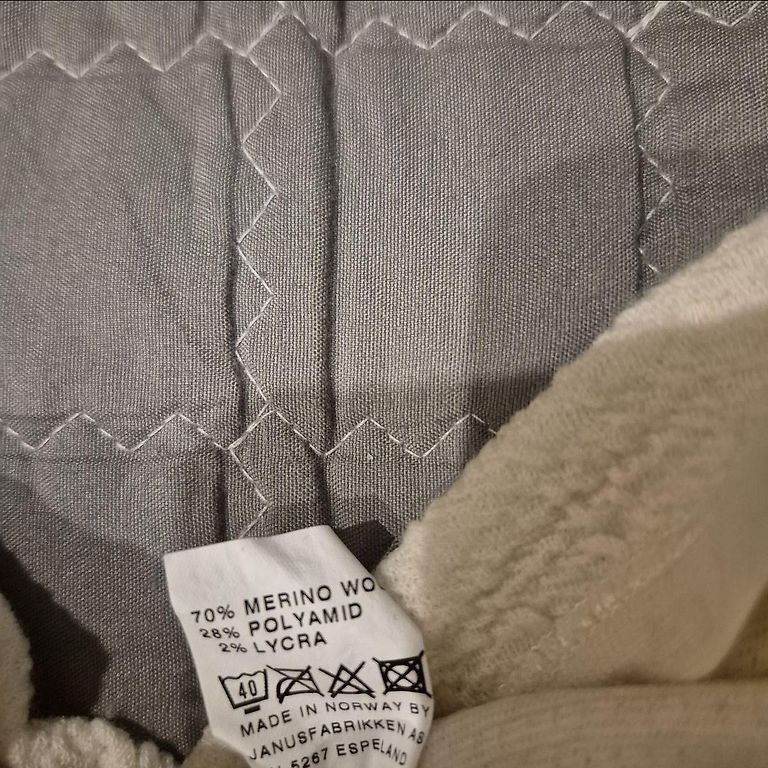 70% MERINO WO
28% POLYAMID
2% LYCRA
40
MADE IN NORWAY BY
JANUSFABRIKKEN AS
5267 ESPELAND